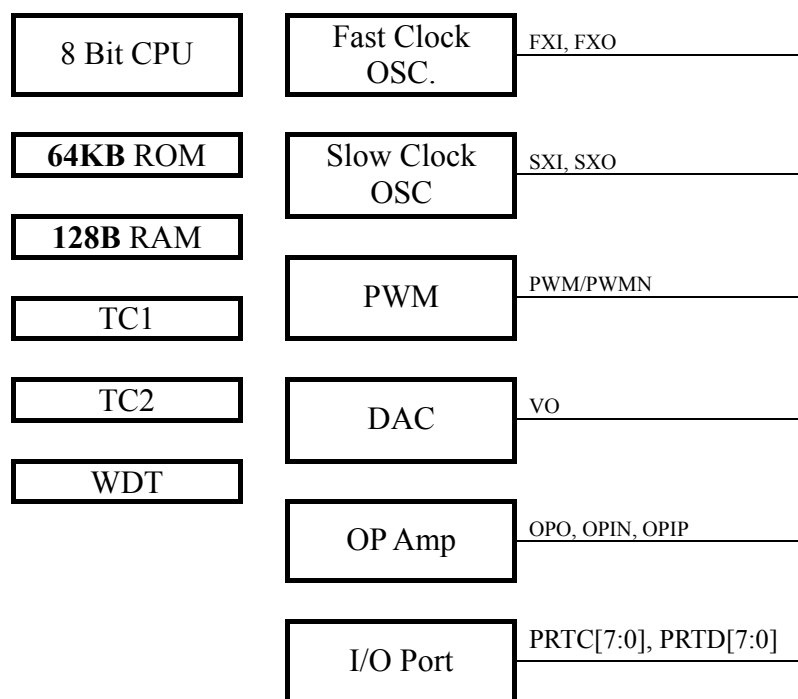 8 Bit CPU
64KB ROM
128B RAM
TC1
TC2
WDT
Fast Clock
OSC.
FXI, FXO
Slow Clock
OSC
SXI, SXO
PWM
PWM/PWMN
DAC
VO
OP Amp
OPO, OPIN, OPIP
I/O Port
PRTC[7:0], PRTD[7:0]